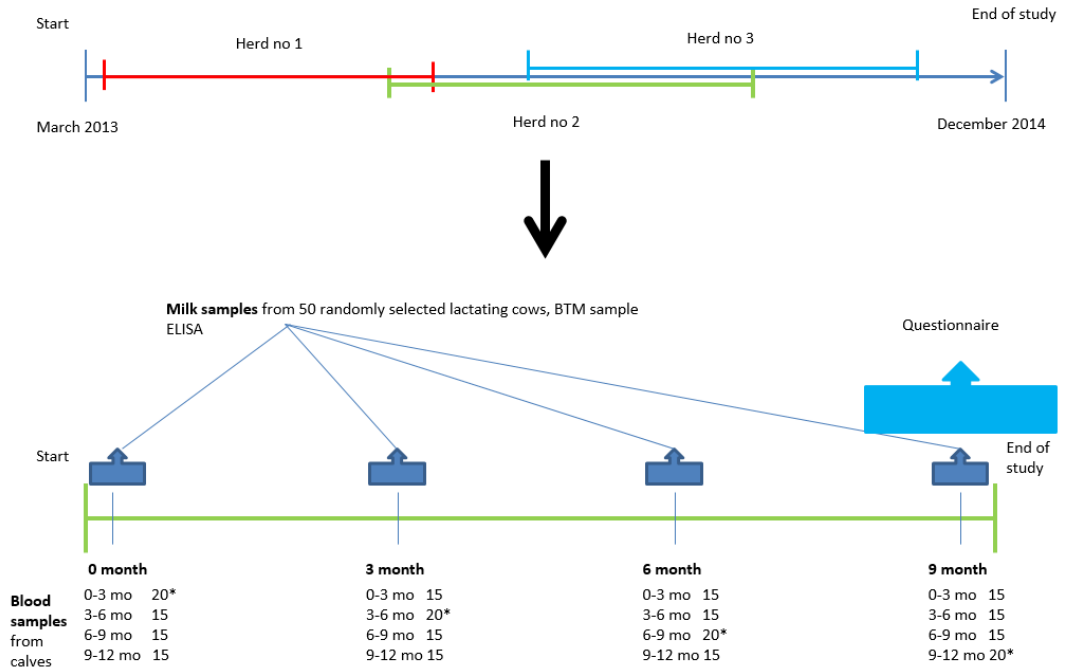 Start
End of study
Herd no 1
Herd no 3
March 2013
Herd no 2
December 2014
Milk samples from 50 randomly selected lactating cows, BTM sample
ELISA
Questionnaire
Start
End of
study
0 month
3 month
6 month
9 month
Blood
samples
from
calves
0-3 mo 20*
3-6 mo 15
6-9 mo 15
9-12 mo 15
0-3 mo 15
3-6 mo 20*
6-9 mo 15
9-12 mo 15
0-3 mo 15
3-6 mo 15
6-9 mo 20*
9-12 mo 15
0-3 mo 15
3-6 mo 15
6-9 mo 15
9-12 mo 20*